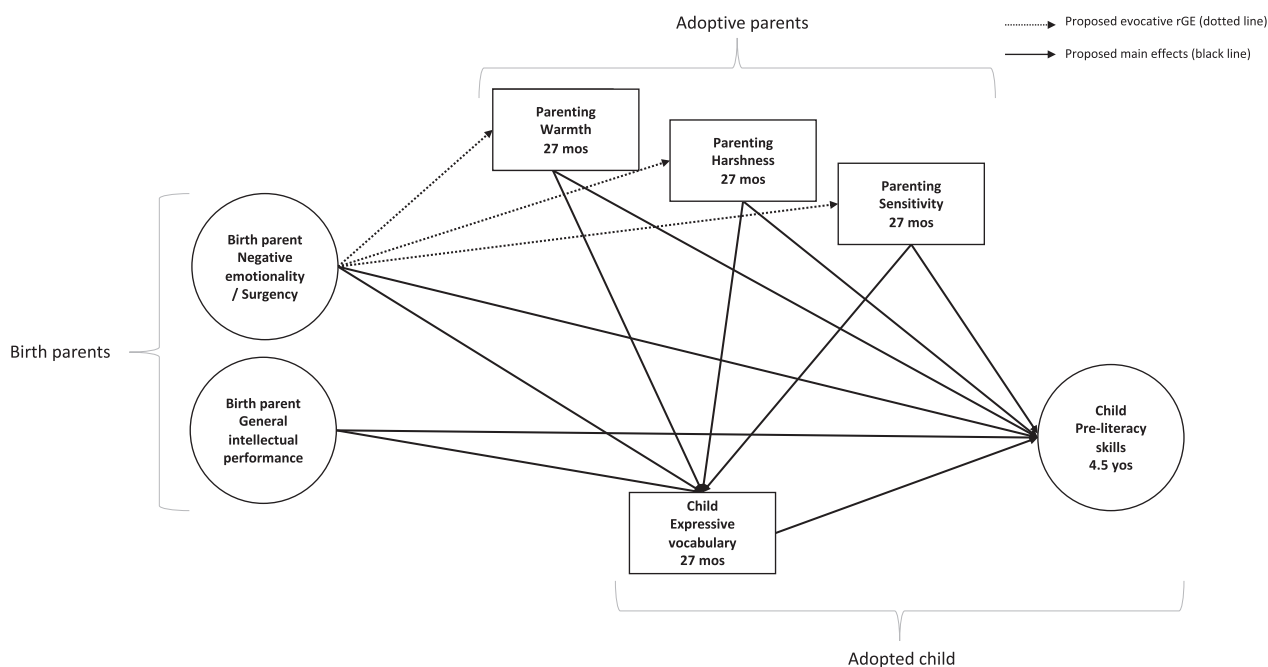 Adoptive parents
Proposed evocative rGE (dotted line)
Proposed main effects (black line)
Parenting
Warmth
27 mos
Parenting
Harshness
27 mos
Parenting
Sensitivity
27 mos
Birth parents
Birth parent
Negative
emotionality
/ Surgency
Birth parent
General
intellectual
performance
Child
Expressive
vocabulary
27 mos
Child
Pre-literacy
skills
4.5 yos
Adopted child